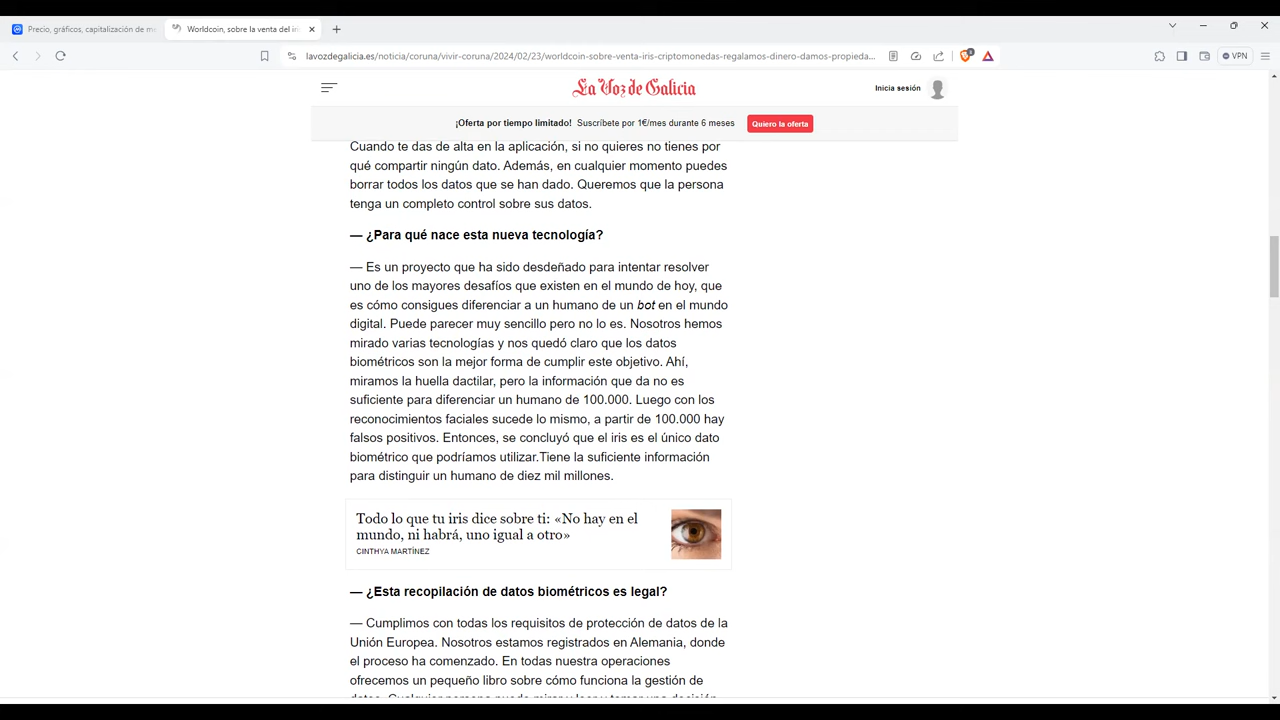 Precio, gráficos, capitalización de m
Worldcoin, sobre la venta del iri
lavozdegalicia.es/noticia/coruna/vivir-coruna/2024/02/23/worldcoin-sobre-venta-iris-criptomonedas-regalamos-dinero-damos-propieda...
VPN
La Voz de Galicia
Inicia sesión
¡Oferta por tiempo limitado! Suscríbete por 1€/mes durante 6 meses
Quiero la oferta
Cuando te das de alta en la aplicación, si no quieres no tienes por
qué compartir ningún dato. Además, en cualquier momento puedes
borrar todos los datos que se han dado. Queremos que la persona
tenga un completo control sobre sus datos.
— ¿Para qué nace esta nueva tecnología?
— Es un proyecto que ha sido desdeñado para intentar resolver
uno de los mayores desafíos que existen en el mundo de hoy, que
es cómo consigues diferenciar a un humano de un bot en el mundo
digital. Puede parecer muy sencillo pero no lo es. Nosotros hemos
mirado varias tecnologías y nos quedó claro que los datos
biométricos son la mejor forma de cumplir este objetivo. Ahí,
miramos la huella dactilar, pero la información que da no es
suficiente para diferenciar un humano de 100.000. Luego con los
reconocimientos faciales sucede lo mismo, a partir de 100.000 hay
falsos positivos. Entonces, se concluyó que el iris es el único dato
biométrico que podríamos utilizar.Tiene la suficiente información
para distinguir un humano de diez mil millones.
Todo lo que tu iris dice sobre ti: «No hay en el
mundo, ni habrá, uno igual a otro»
CINTHYA MARTÍNEZ
— ¿Esta recopilación de datos biométricos es legal?
— Cumplimos con todas los requisitos de protección de datos de la
Unión Europea. Nosotros estamos registrados en Alemania, donde
el proceso ha comenzado. En todas nuestra operaciones
ofrecemos un pequeño libro sobre cómo funciona la gestión de
datos. Cualquier persona puede mirar y leer y tomar una decisión